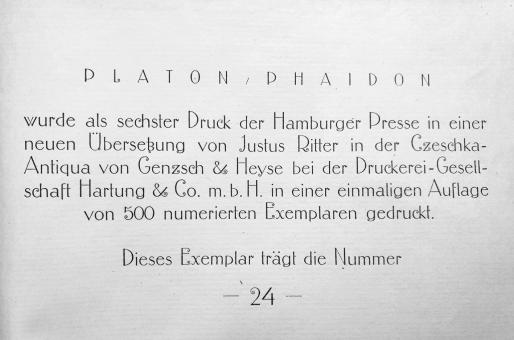 PLATON, PHAIDON
wurde als sechster Druck der Hamburger Presse in einer
neuen Übersetzung von Justus Ritter in der Czeschka-
Antiqua von Genzsch & Heyse bei der Druckerei-Gesell-
schaft Hartung & Co. m. b. H. in einer einmaligen Auflage
von 500 numerierten Exemplaren gedruckt.
Dieses Exemplar trägt die Nummer
— 24 —